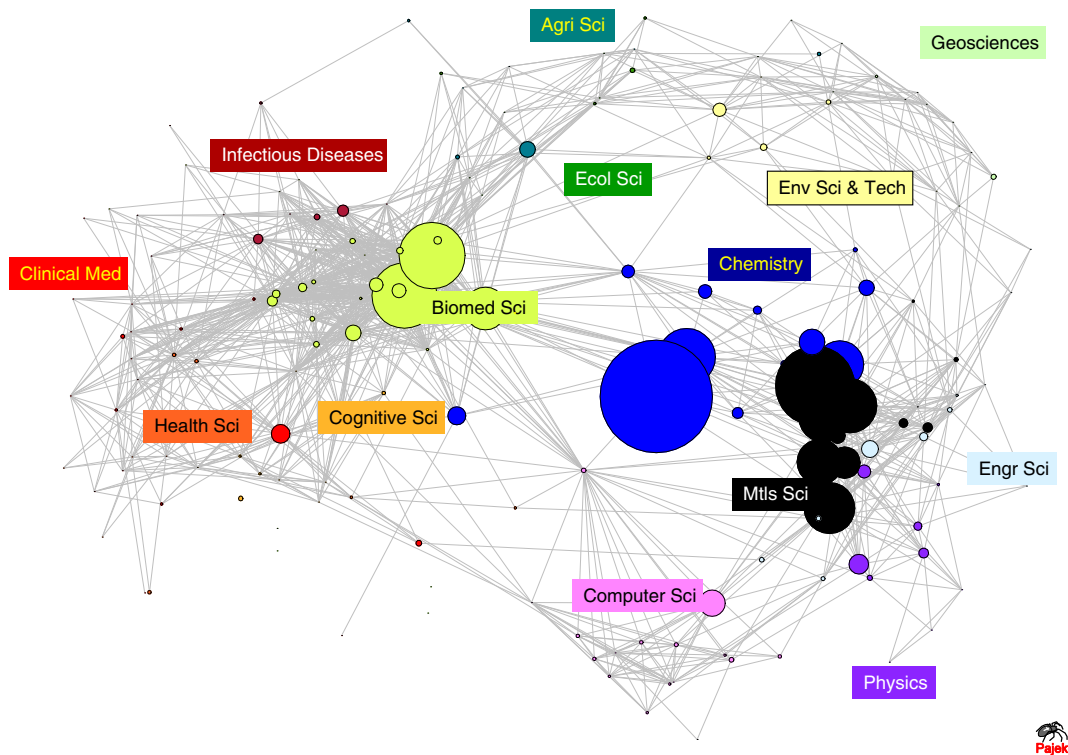 Agri Sci
Geosciences
Infectious Diseases
Ecol Sci
Env Sci & Tech
Clinical Med
Chemistry
Biomed Sci
Health Sci
Cognitive Sci
Engr Sci
Mtls Sci
Computer Sci
Physics
Pajek